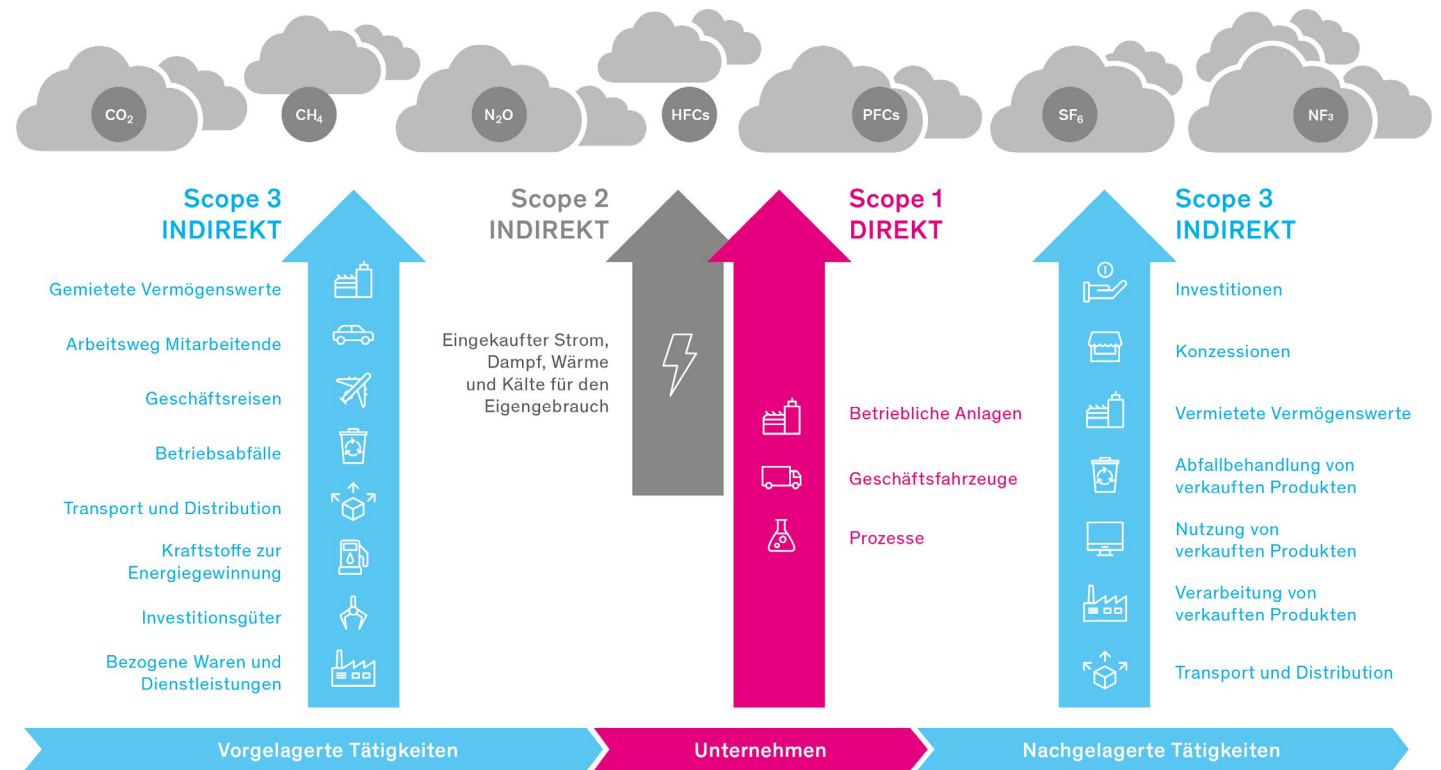 CO₂
CH₄
N₂O
HFCs
PFCs
SF₆
NF₃
Scope 3
INDIREKT
Gemietete Vermögenswerte
Arbeitsweg Mitarbeitende
Geschäftsreisen
Betriebsabfälle
Transport und Distribution
Kraftstoffe zur
Energiegewinnung
Investitionsgüter
Bezogene Waren und
Dienstleistungen
Scope 2
INDIREKT
Eingekaufter Strom,
Dampf, Wärme
und Kälte für den
Eigengebrauch
Scope 1
DIREKT
Betriebliche Anlagen
Geschäftsfahrzeuge
Prozesse
Scope 3
INDIREKT
Investitionen
Konzessionen
Vermietete Vermögenswerte
Abfallbehandlung von
verkauften Produkten
Nutzung von
verkauften Produkten
Verarbeitung von
verkauften Produkten
Transport und Distribution
Vorgelagerte Tätigkeiten
Unternehmen
Nachgelagerte Tätigkeiten